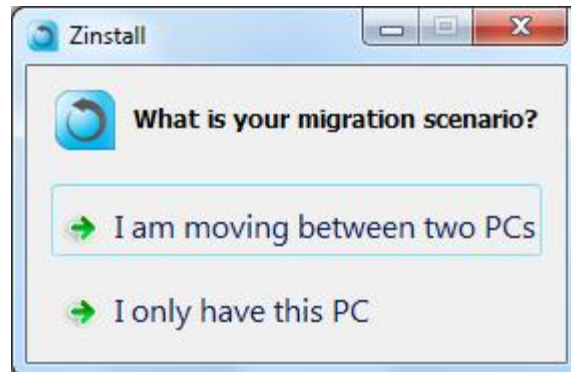 Zinstall
What is your migration scenario?
I am moving between two PCs
I only have this PC